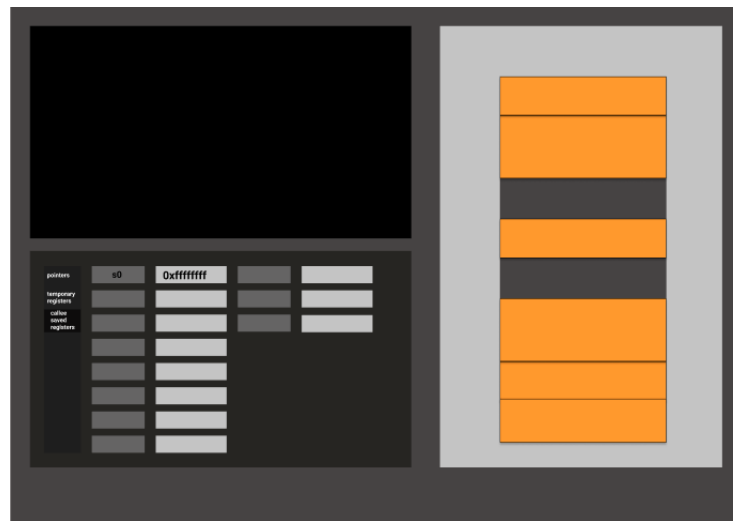 pointers
s0
0xffffffff
temporary
registers
callee
saved
registers